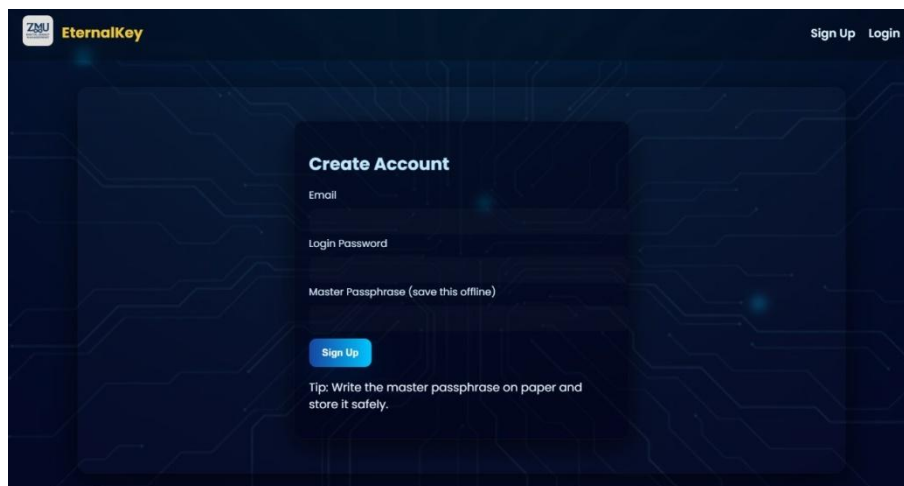 ZMU
EternalKey
Sign Up
Login
Create Account
Email
Login Password
Master Passphrase (save this offline)
Sign Up
Tip: Write the master passphrase on paper and
store it safely.